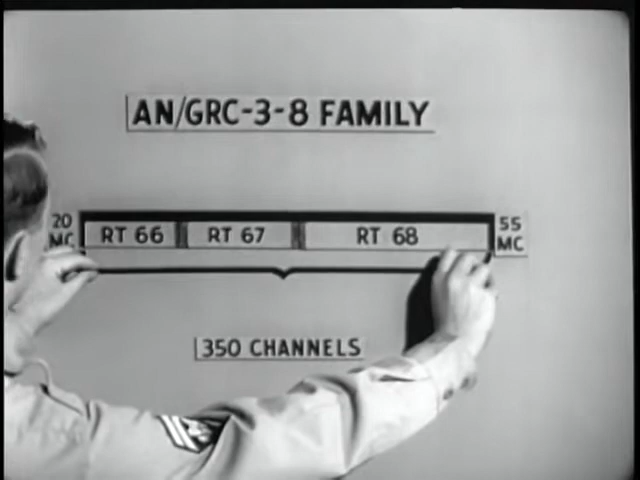 AN/GRC-3-8 FAMILY
20 MC RT 66 RT 67 RT 68 55 MC
350 CHANNELS